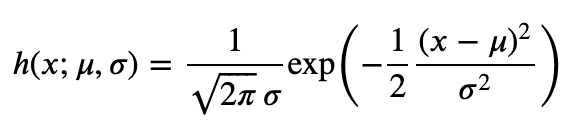 h(x; μ, σ) = 1/(√2π σ) exp(−1/2 (x − μ)²/σ²)